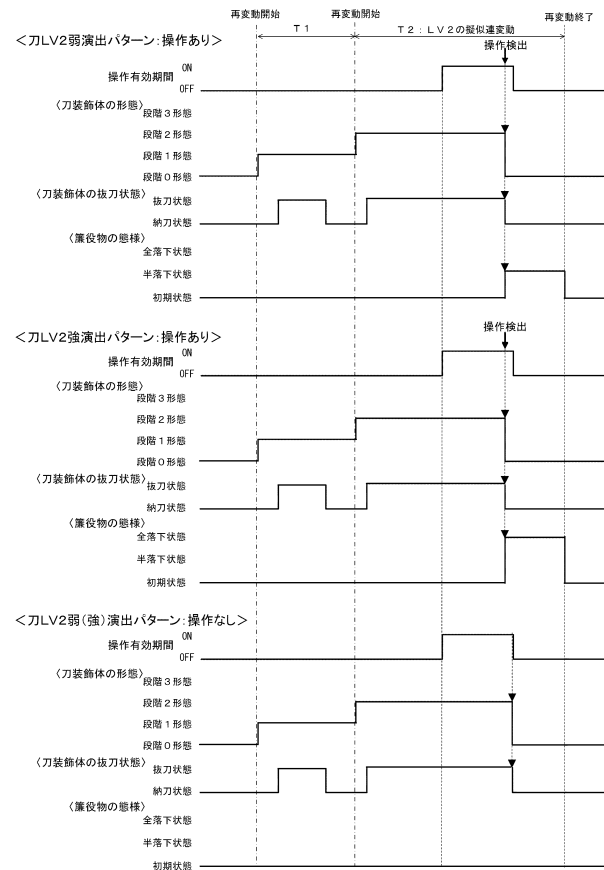 再変動開始 再変動開始 再変動終了
T1 T2:LV2の擬似連変動
<刀LV2弱演出パターン:操作あり>
操作検出
操作有効期間 ON
OFF
〈刀装飾体の形態〉
段階3形態
段階2形態
段階1形態
段階0形態
〈刀装飾体の抜刀状態〉
抜刀状態
納刀状態
〈簾役物の態様〉
全落下状態
半落下状態
初期状態
<刀LV2強演出パターン:操作あり>
操作検出
操作有効期間 ON
OFF
〈刀装飾体の形態〉
段階3形態
段階2形態
段階1形態
段階0形態
〈刀装飾体の抜刀状態〉
抜刀状態
納刀状態
〈簾役物の態様〉
全落下状態
半落下状態
初期状態
<刀LV2弱(強)演出パターン:操作なし>
操作有効期間 ON
OFF
〈刀装飾体の形態〉
段階3形態
段階2形態
段階1形態
段階0形態
〈刀装飾体の抜刀状態〉
抜刀状態
納刀状態
〈簾役物の態様〉
全落下状態
半落下状態
初期状態